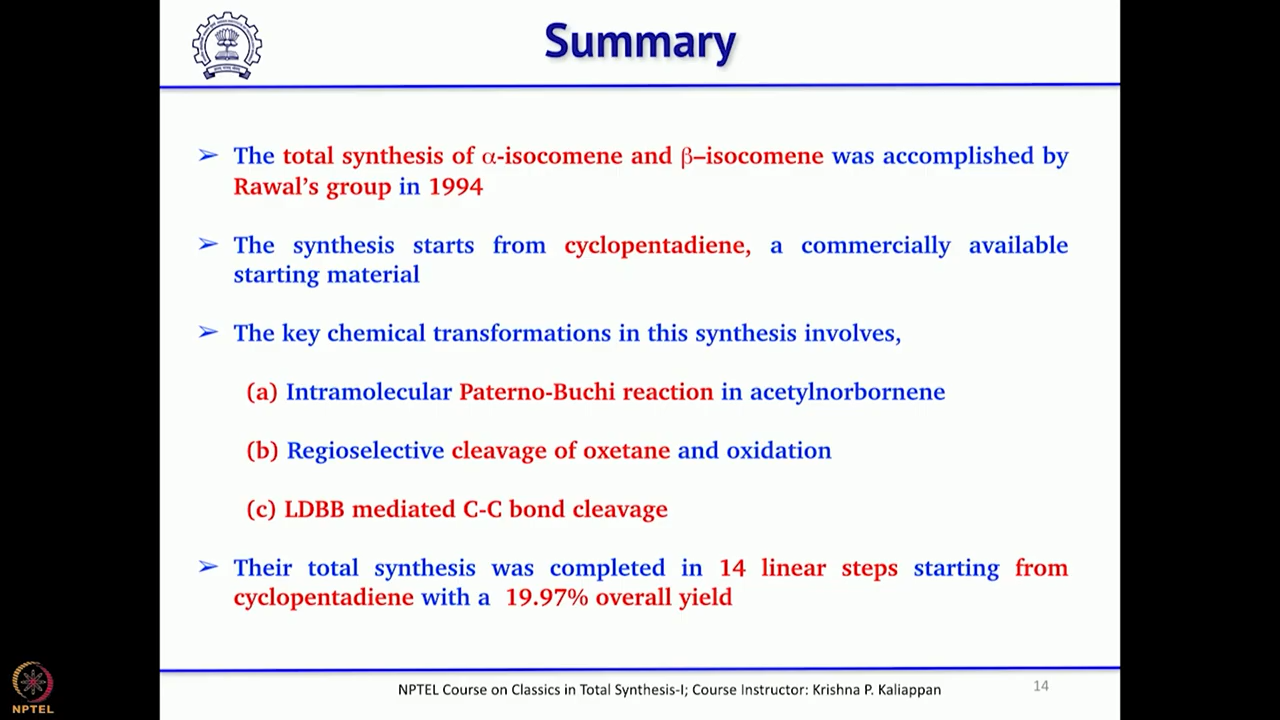 Summary
➢ The total synthesis of α-isocomene and β–isocomene was accomplished by
Rawal's group in 1994
➢ The synthesis starts from cyclopentadiene, a commercially available
starting material
➢ The key chemical transformations in this synthesis involves,
(a) Intramolecular Paterno-Buchi reaction in acetylnorbornene
(b) Regioselective cleavage of oxetane and oxidation
(c) LDBB mediated C-C bond cleavage
➢ Their total synthesis was completed in 14 linear steps starting from
cyclopentadiene with a 19.97% overall yield
NPTEL Course on Classics in Total Synthesis-I; Course Instructor: Krishna P. Kaliappan
14
NPTEL